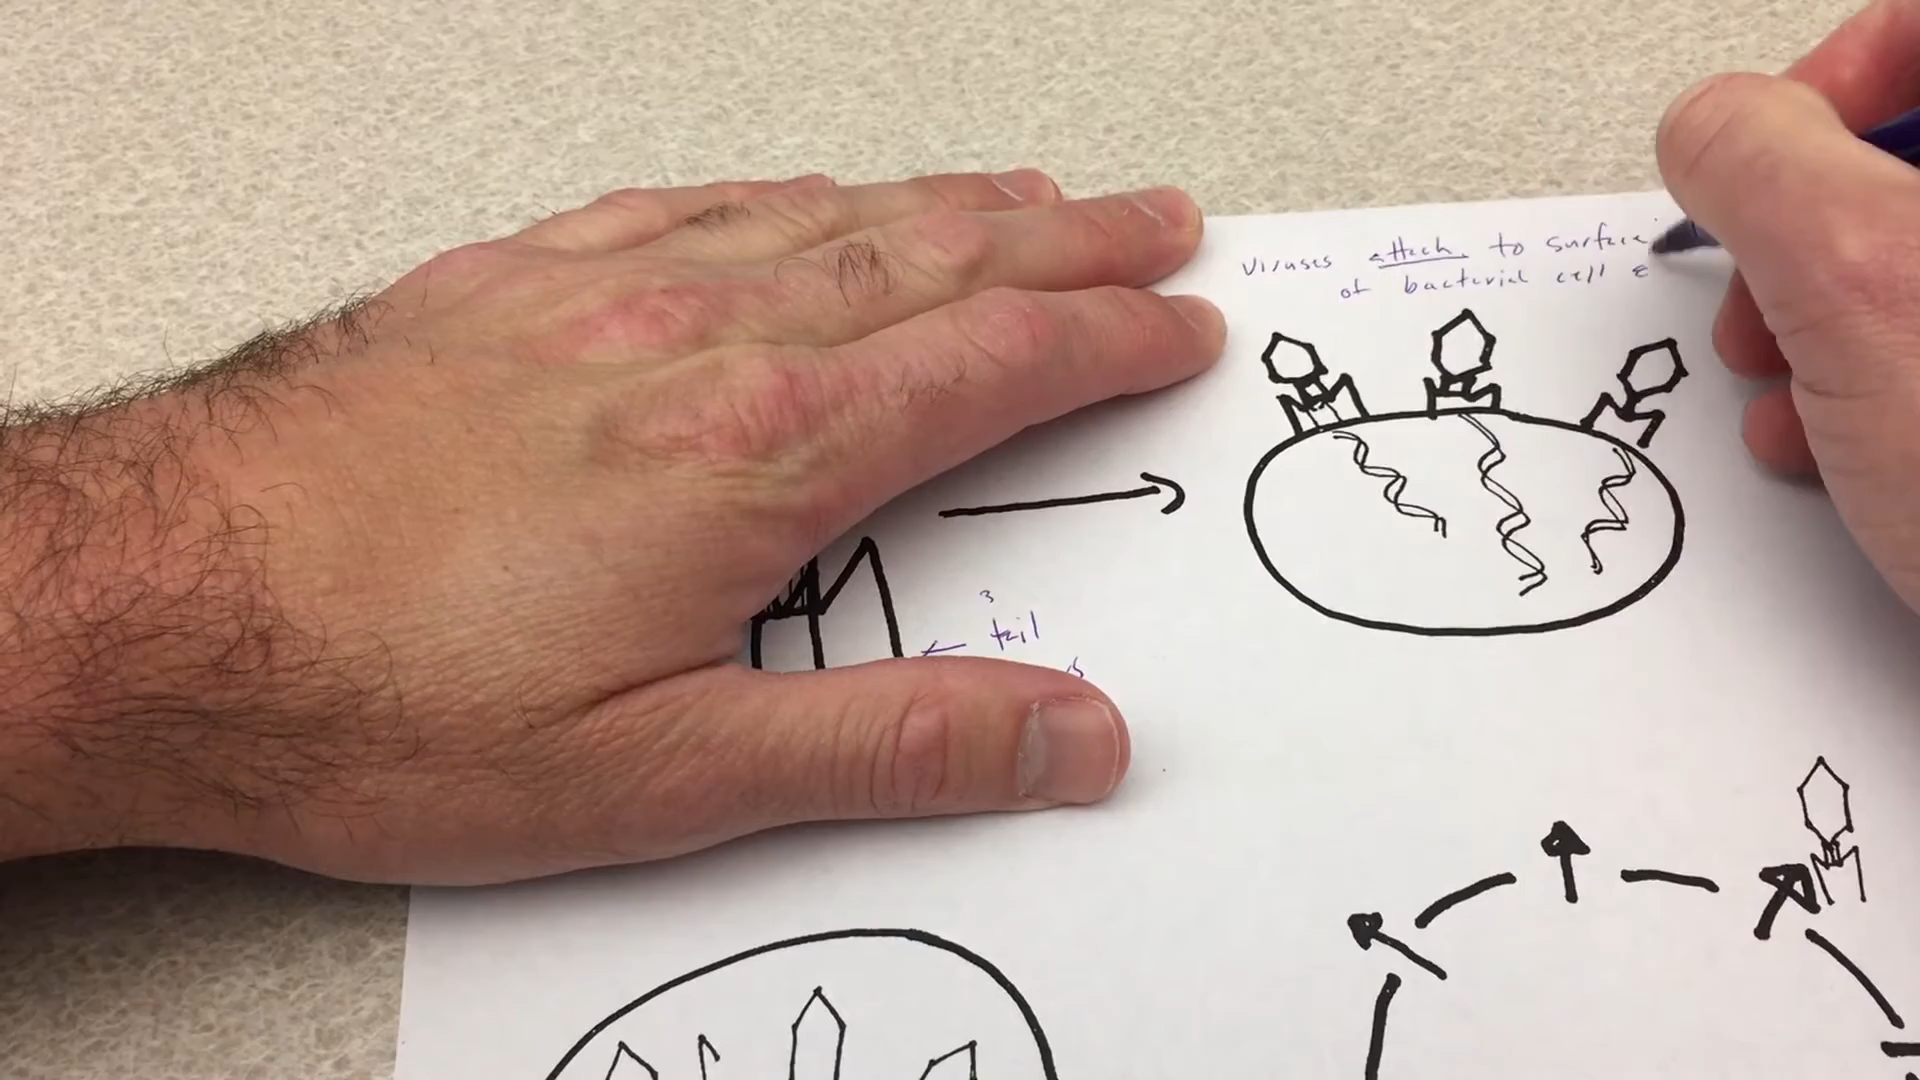 Viruses attach to surface
of bacterial cell &
tail